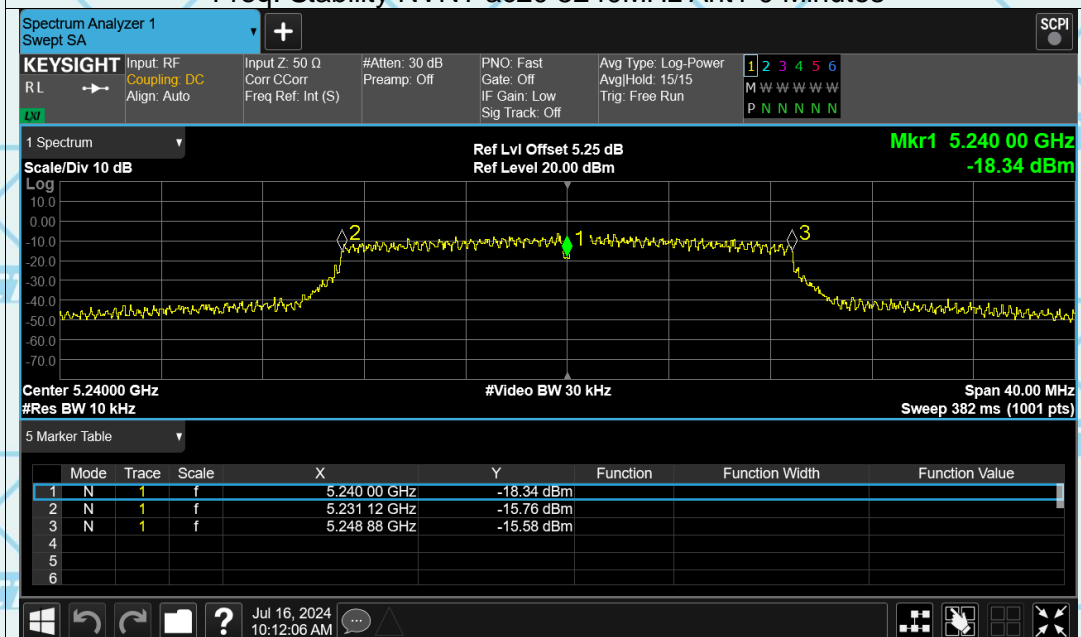 Freq. Stability NVNT ac20 5240MHz Ant1 0 Minutes
Spectrum Analyzer 1
Swept SA
+
SCPI
KEYSIGHT
RL
LXI
Input: RF
Coupling: DC
Align: Auto
Input Z: 50 Ω
Corr CCorr
Freq Ref: Int (S)
#Atten: 30 dB
Preamp: Off
PNO: Fast
Gate: Off
IF Gain: Low
Sig Track: Off
Avg Type: Log-Power
Avg|Hold: 15/15
Trig: Free Run
1 2 3 4 5 6
M W W W W W
P N N N N N
1 Spectrum
Scale/Div 10 dB
Ref Lvl Offset 5.25 dB
Ref Level 20.00 dBm
Mkr1 5.240 00 GHz
-18.34 dBm
Log
10.0
0.00
-10.0
-20.0
-30.0
-40.0
-50.0
-60.0
-70.0
2
1
3
Center 5.24000 GHz
#Video BW 30 kHz
Span 40.00 MHz
#Res BW 10 kHz
Sweep 382 ms (1001 pts)
5 Marker Table
Mode Trace Scale X Y Function Function Width Function Value
1 N 1 f 5.240 00 GHz -18.34 dBm
2 N 1 f 5.231 12 GHz -15.76 dBm
3 N 1 f 5.248 88 GHz -15.58 dBm
4
5
6
?
Jul 16, 2024
10:12:06 AM